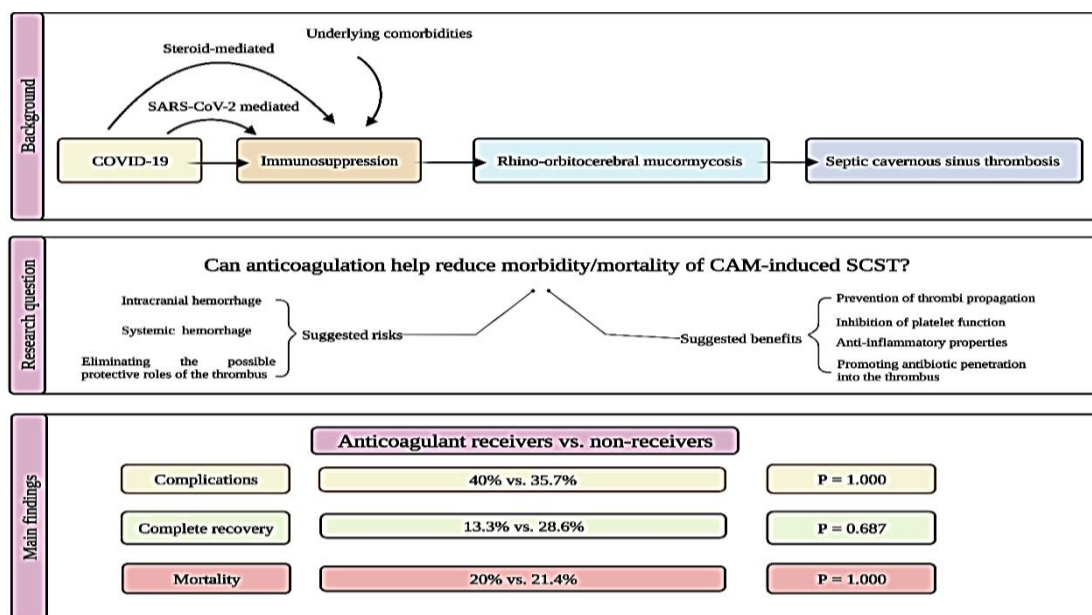 Background
Underlying comorbidities
Steroid-mediated
SARS-CoV-2 mediated
COVID-19
Immunosuppression
Rhino-orbitocerebral mucormycosis
Septic cavernous sinus thrombosis
Research question
Can anticoagulation help reduce morbidity/mortality of CAM-induced SCST?
Intracranial hemorrhage
Systemic hemorrhage
Eliminating the possible
protective roles of the thrombus
Suggested risks
Suggested benefits
Prevention of thrombi propagation
Inhibition of platelet function
Anti-inflammatory properties
Promoting antibiotic penetration
into the thrombus
Main findings
Anticoagulant receivers vs. non-receivers
Complications
40% vs. 35.7%
P = 1.000
Complete recovery
13.3% vs. 28.6%
P = 0.687
Mortality
20% vs. 21.4%
P = 1.000